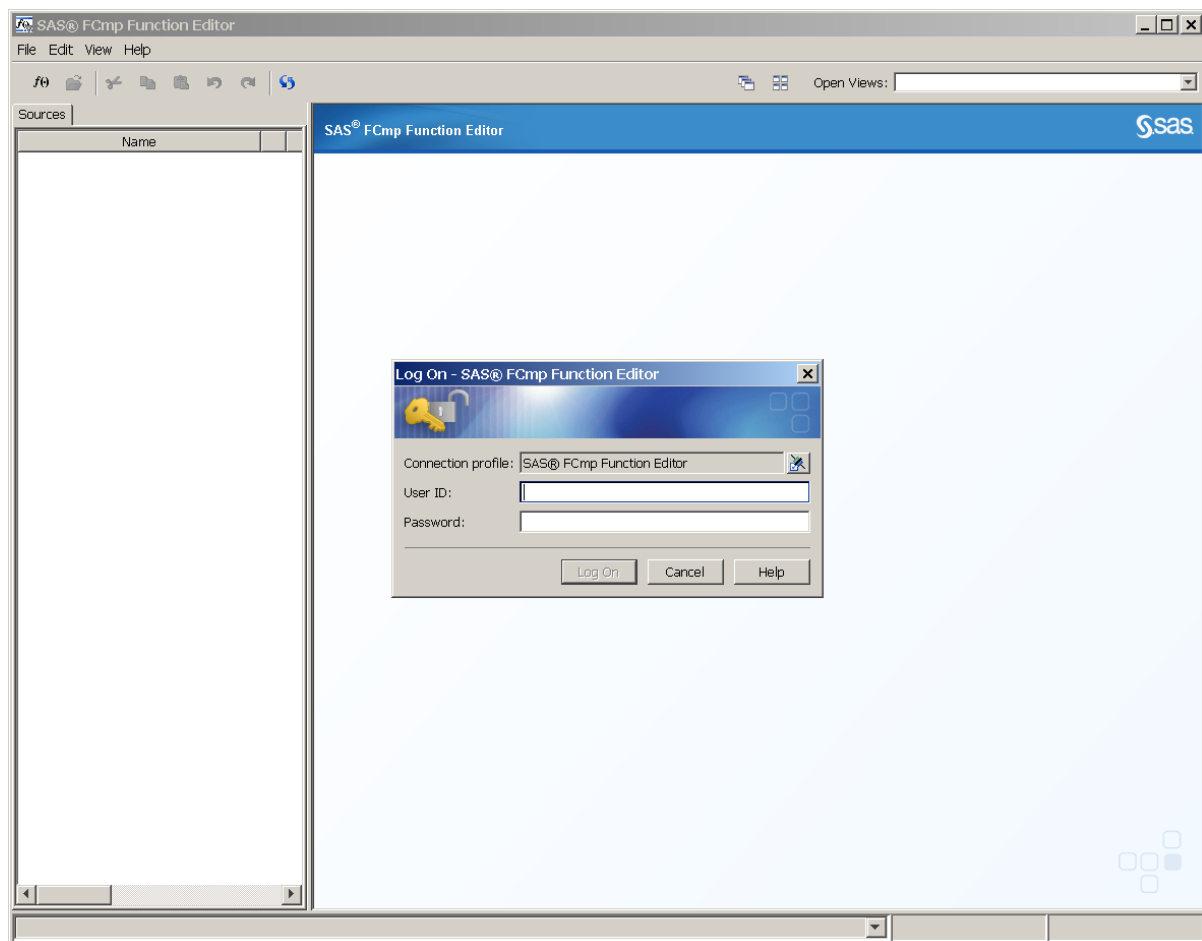 SAS® FCmp Function Editor
File Edit View Help
fθ Open Views:
Sources
Name
SAS® FCmp Function Editor
sas
Log On - SAS® FCmp Function Editor
Connection profile: SAS® FCmp Function Editor
User ID:
Password:
Log On Cancel Help